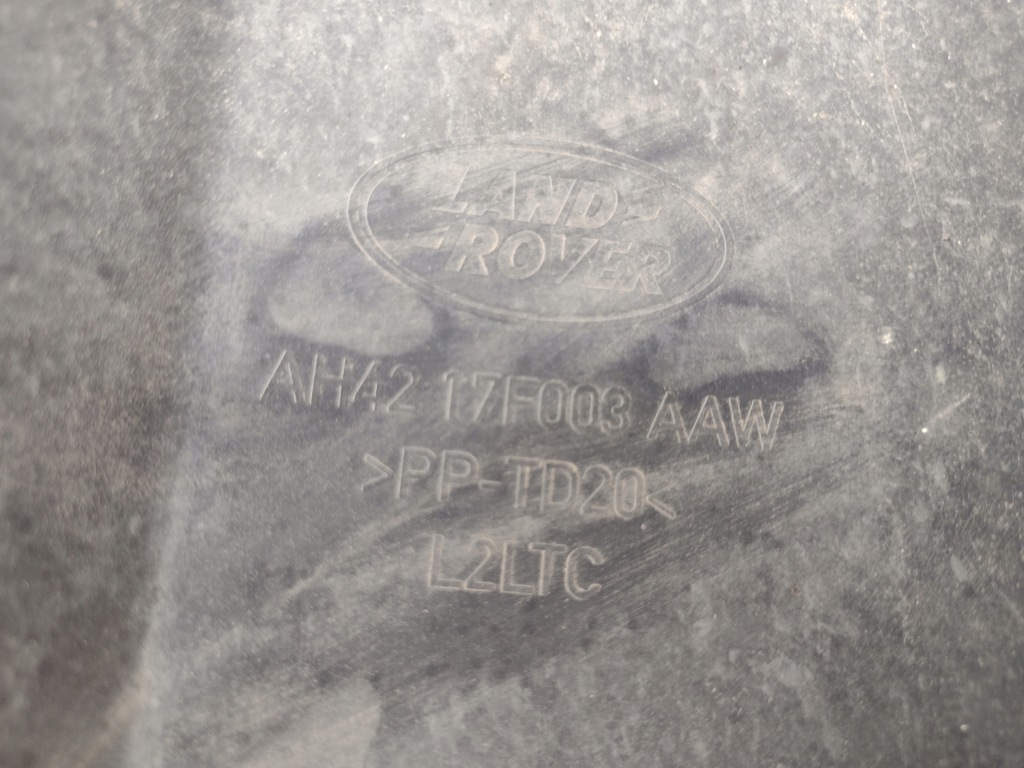 LAND
ROVER
AH42 17F003 AAW
>PP-TD20<
L2LTC